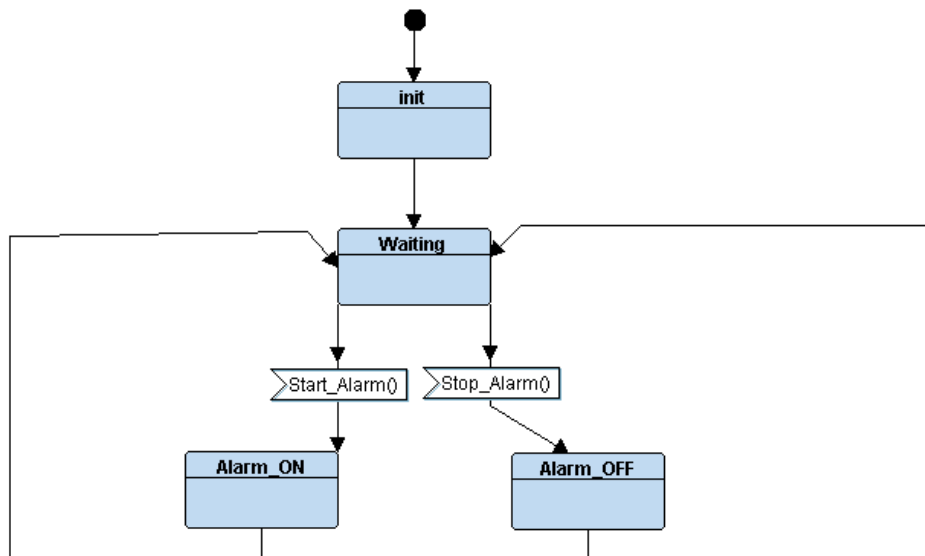 init
Waiting
Start_Alarm()
Stop_Alarm()
Alarm_ON
Alarm_OFF